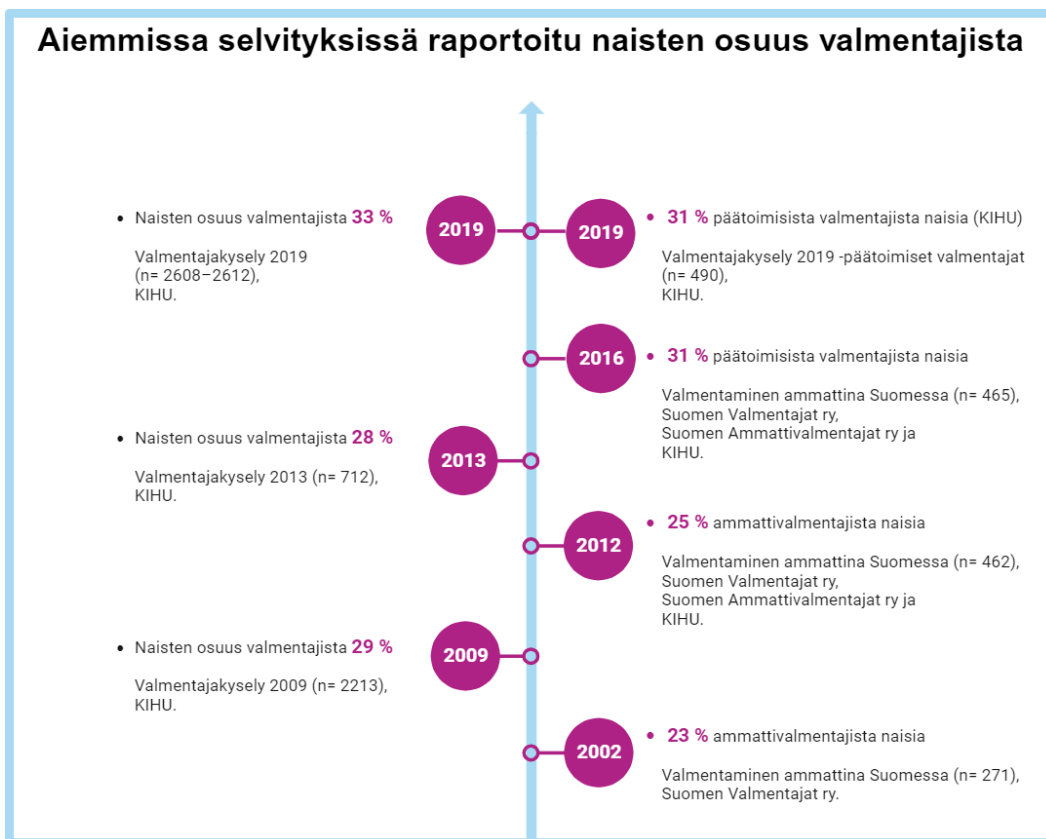 Aiemmissa selvityksissä raportoitu naisten osuus valmentajista
• Naisten osuus valmentajista 33 %
Valmentajakysely 2019
(n= 2608–2612),
KIHU.
2019
2019
• 31 % päätoimisista valmentajista naisia (KIHU)
Valmentajakysely 2019 -päätoimiset valmentajat
(n= 490),
KIHU.
2016
• 31 % päätoimisista valmentajista naisia
Valmentaminen ammattina Suomessa (n= 465),
Suomen Valmentajat ry,
Suomen Ammattivalmentajat ry ja
KIHU.
• Naisten osuus valmentajista 28 %
Valmentajakysely 2013 (n= 712),
KIHU.
2013
2012
• 25 % ammattivalmentajista naisia
Valmentaminen ammattina Suomessa (n= 462),
Suomen Valmentajat ry,
Suomen Ammattivalmentajat ry ja
KIHU.
• Naisten osuus valmentajista 29 %
Valmentajakysely 2009 (n= 2213),
KIHU.
2009
2002
• 23 % ammattivalmentajista naisia
Valmentaminen ammattina Suomessa (n= 271),
Suomen Valmentajat ry.